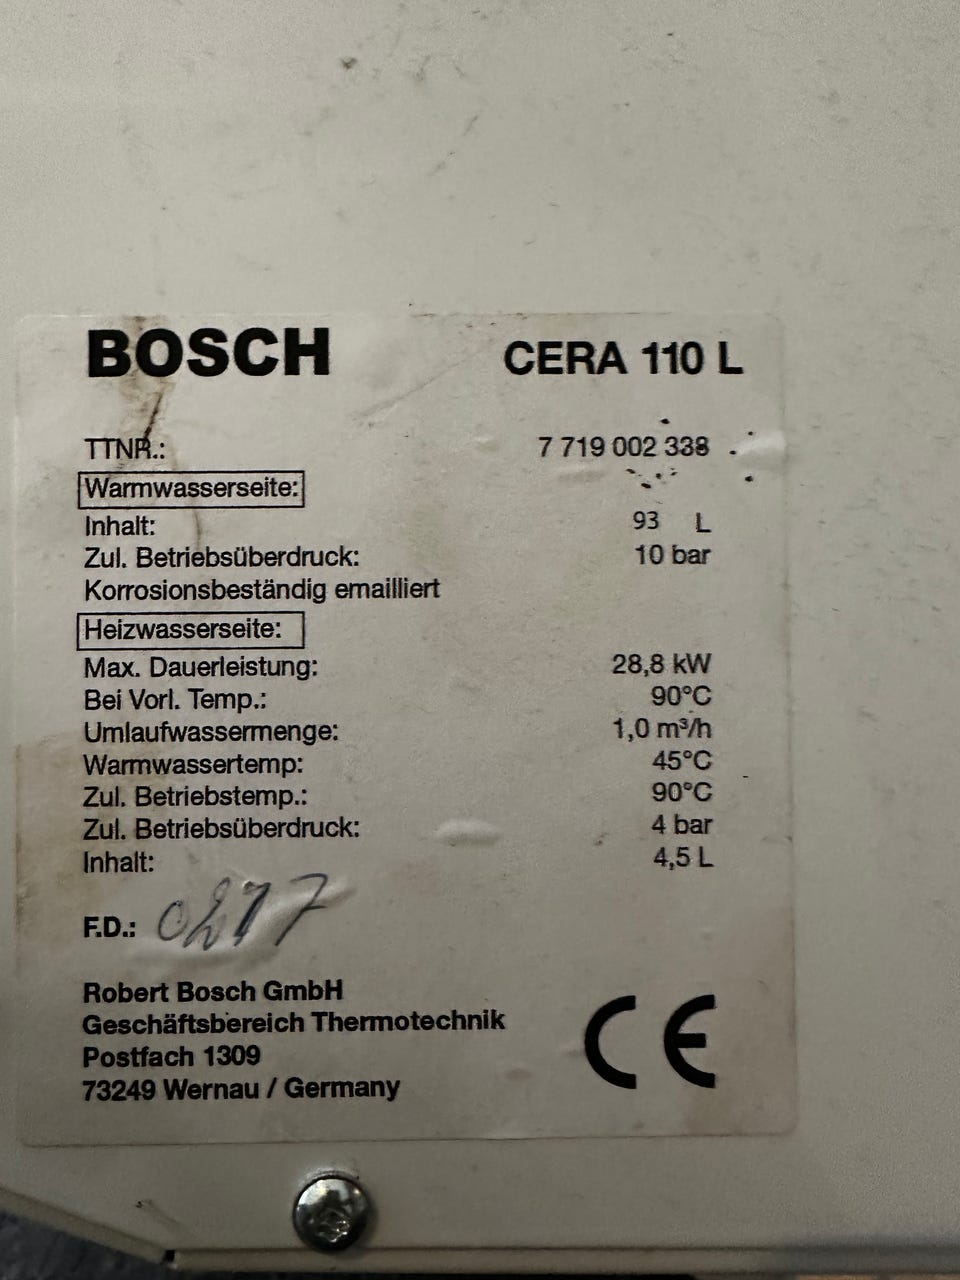 BOSCH CERA 110 L
TTNR.: 7 719 002 338
Warmwasserseite:
Inhalt: 93 L
Zul. Betriebsüberdruck: 10 bar
Korrosionsbeständig emailliert
Heizwasserseite:
Max. Dauerleistung: 28,8 kW
Bei Vorl. Temp.: 90°C
Umlaufwassermenge: 1,0 m³/h
Warmwassertemp: 45°C
Zul. Betriebstemp.: 90°C
Zul. Betriebsüberdruck: 4 bar
Inhalt: 4,5 L
F.D.:
Robert Bosch GmbH
Geschäftsbereich Thermotechnik
Postfach 1309
73249 Wernau / Germany
CE